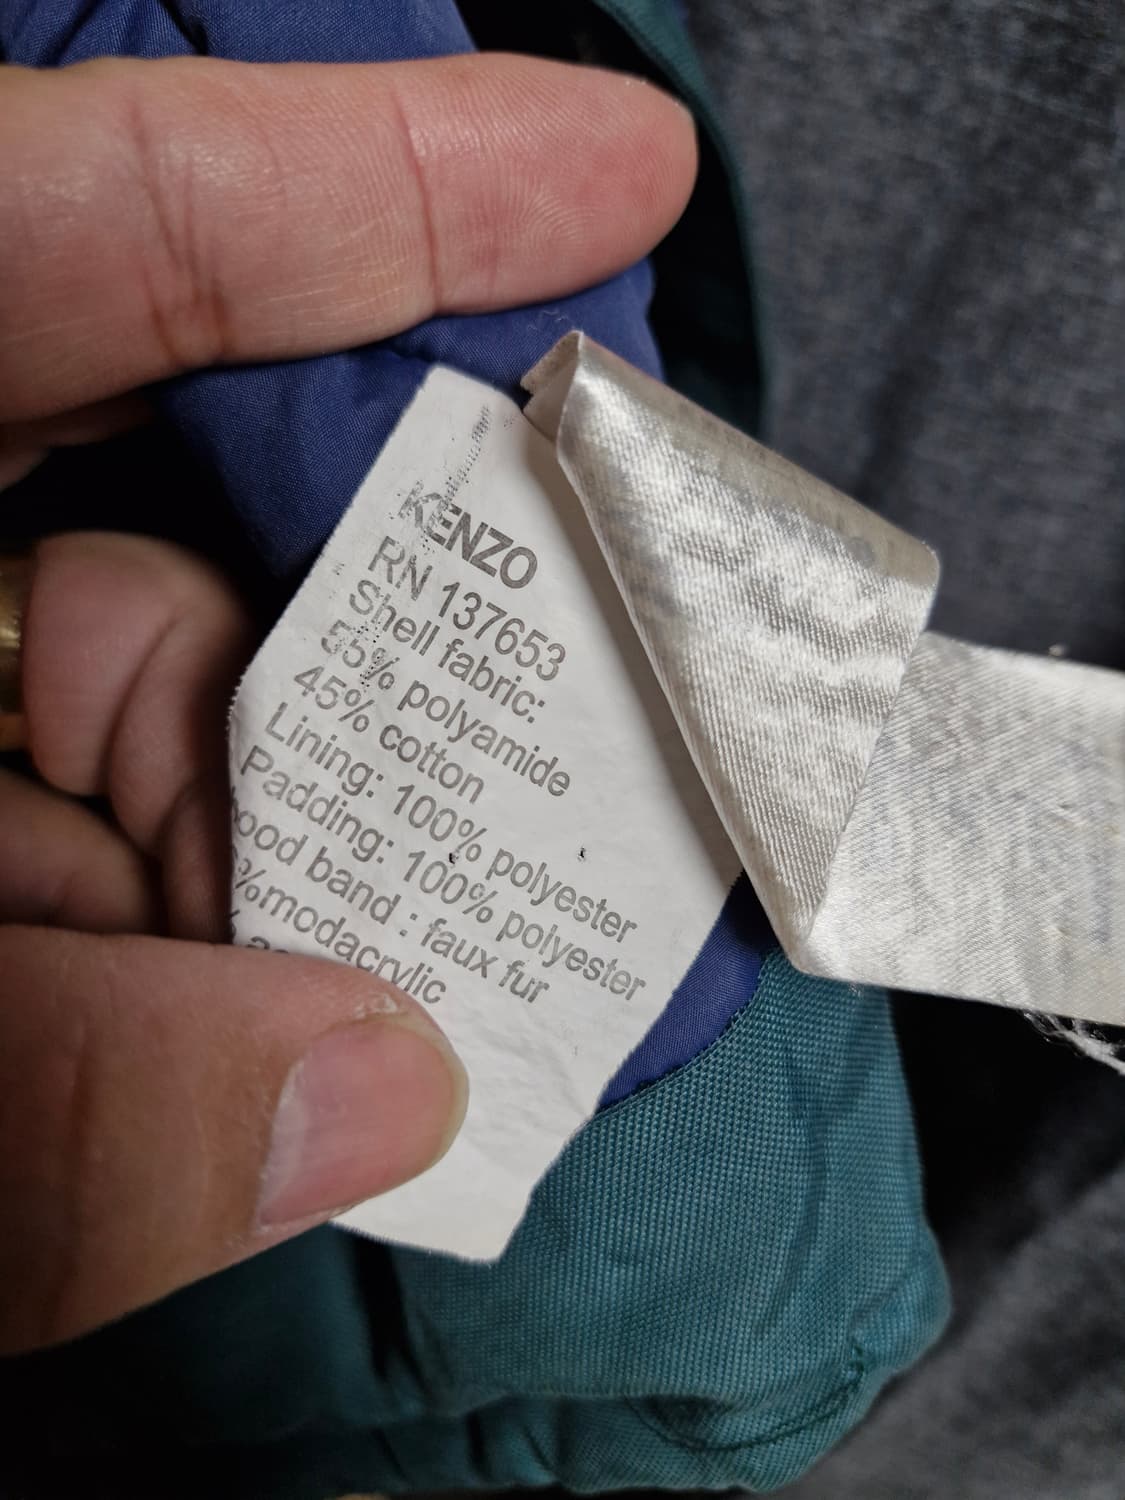 KENZO
RN 137653
Shell fabric:
55% polyamide
45% cotton
Lining: 100% polyester
Padding: 100% polyester
ood band : faux fur
%modacrylic